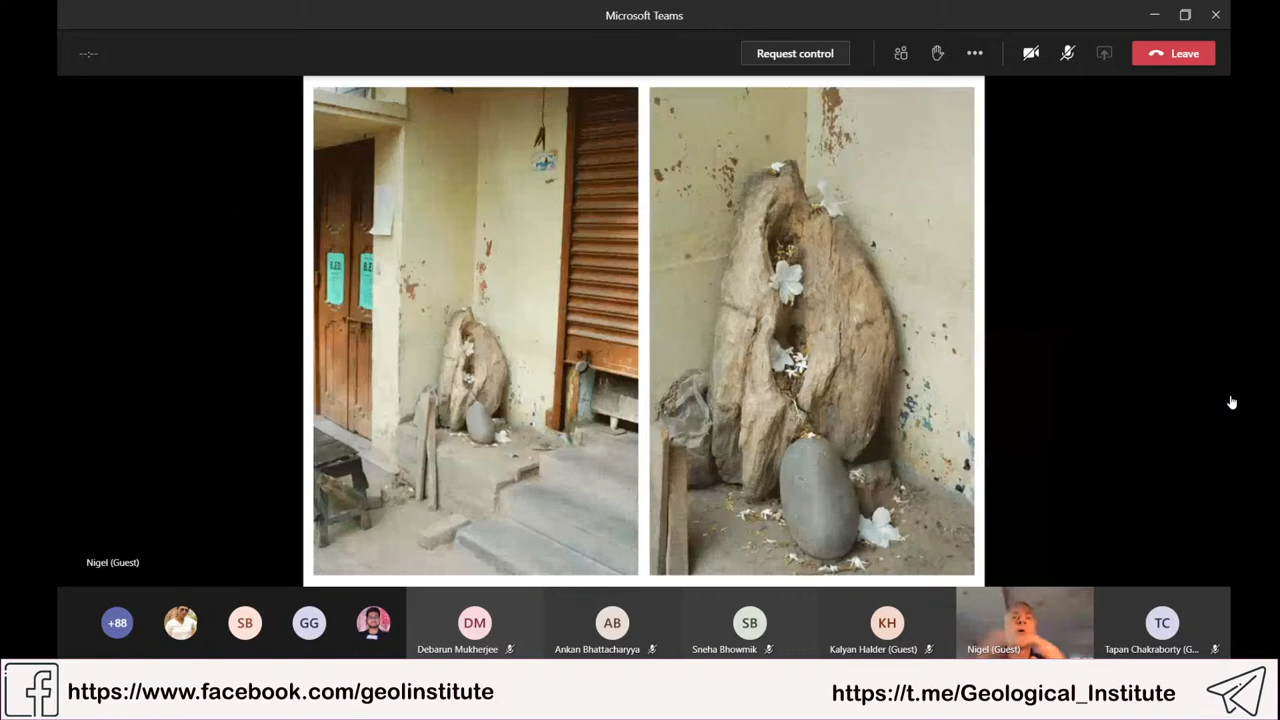 Microsoft Teams
--:--
Request control
Leave
B.ED.
B.E
Nigel (Guest)
+88
SB
GG
DM
AB
SB
KH
TC
Debarun Mukherjee
Ankan Bhattacharyya
Sneha Bhowmik
Kalyan Halder (Guest)
Nigel (Guest)
Tapan Chakraborty (G...
https://www.facebook.com/geolinstitute
https://t.me/Geological_Institute